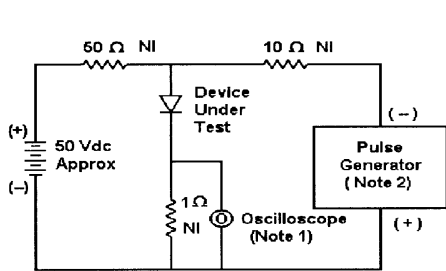 50 Ω NI
10 Ω NI
Device
Under
Test
(−)
(+)
50 Vdc
Approx
(−)
Pulse
Generator
( Note 2)
1Ω
NI
Oscilloscope
(Note 1)
(+)